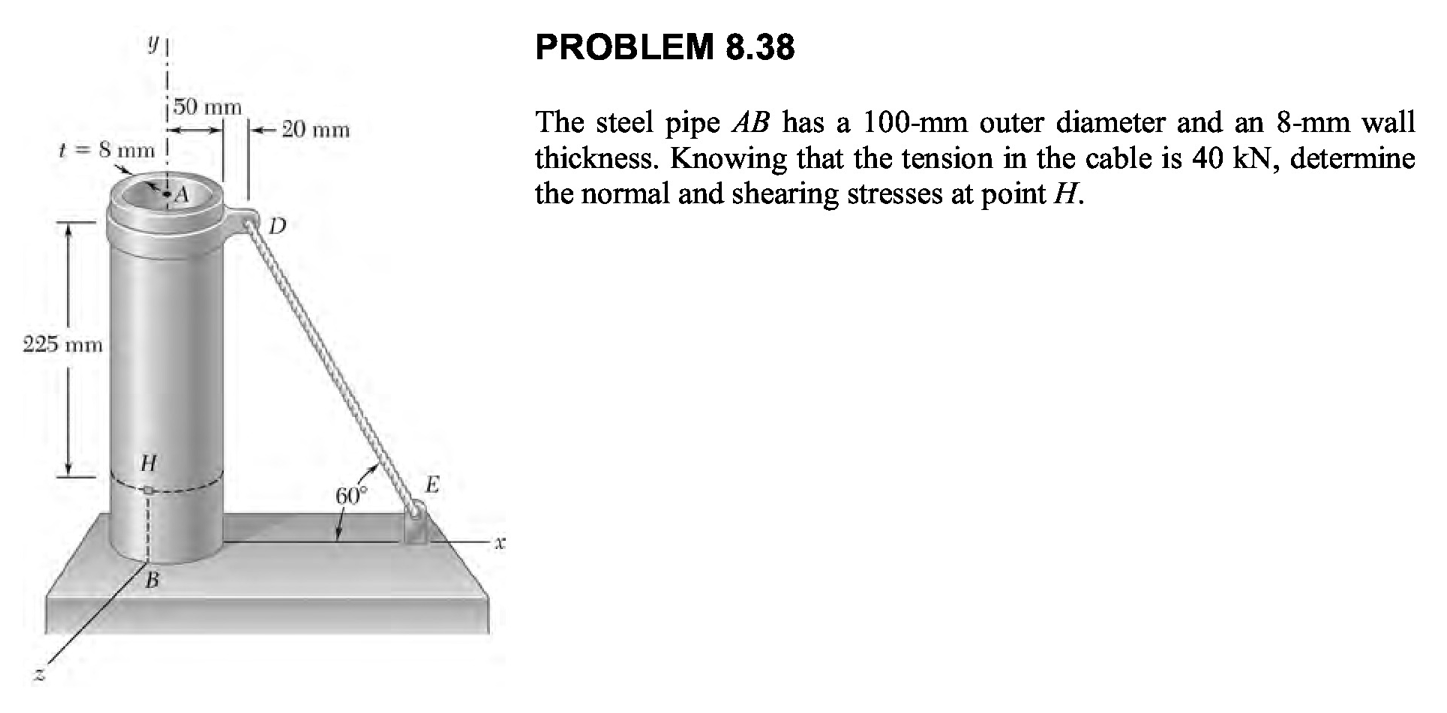 PROBLEM 8.38
The steel pipe AB has a 100-mm outer diameter and an 8-mm wall
thickness. Knowing that the tension in the cable is 40 kN, determine
the normal and shearing stresses at point H.
y
50 mm
20 mm
t = 8 mm
A
D
225 mm
H
60°
E
x
B
z